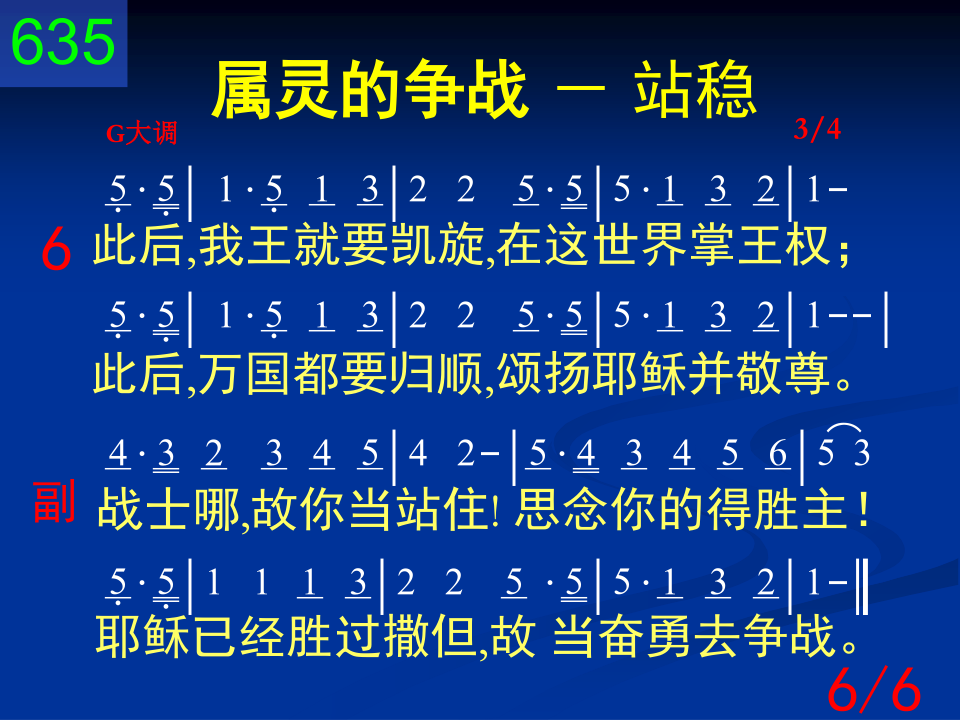 635
属灵的争战 － 站稳
G大调 3/4
5̣ · 5̣| 1 · 5̣ 1 3|2 2 5 · 5|5 · 1 3 2|1-
6 此后,我王就要凯旋,在这世界掌王权；
5̣ · 5̣| 1 · 5̣ 1 3|2 2 5 · 5|5 · 1 3 2|1--|
此后,万国都要归顺,颂扬耶稣并敬尊。
4 · 3 2 3 4 5|4 2-|5 · 4 3 4 5 6|5 3
副 战士哪,故你当站住! 思念你的得胜主！
5̣ · 5̣|1 1 1 3|2 2 5 · 5|5 · 1 3 2|1-‖
耶稣已经胜过撒但,故 当奋勇去争战。
6/6